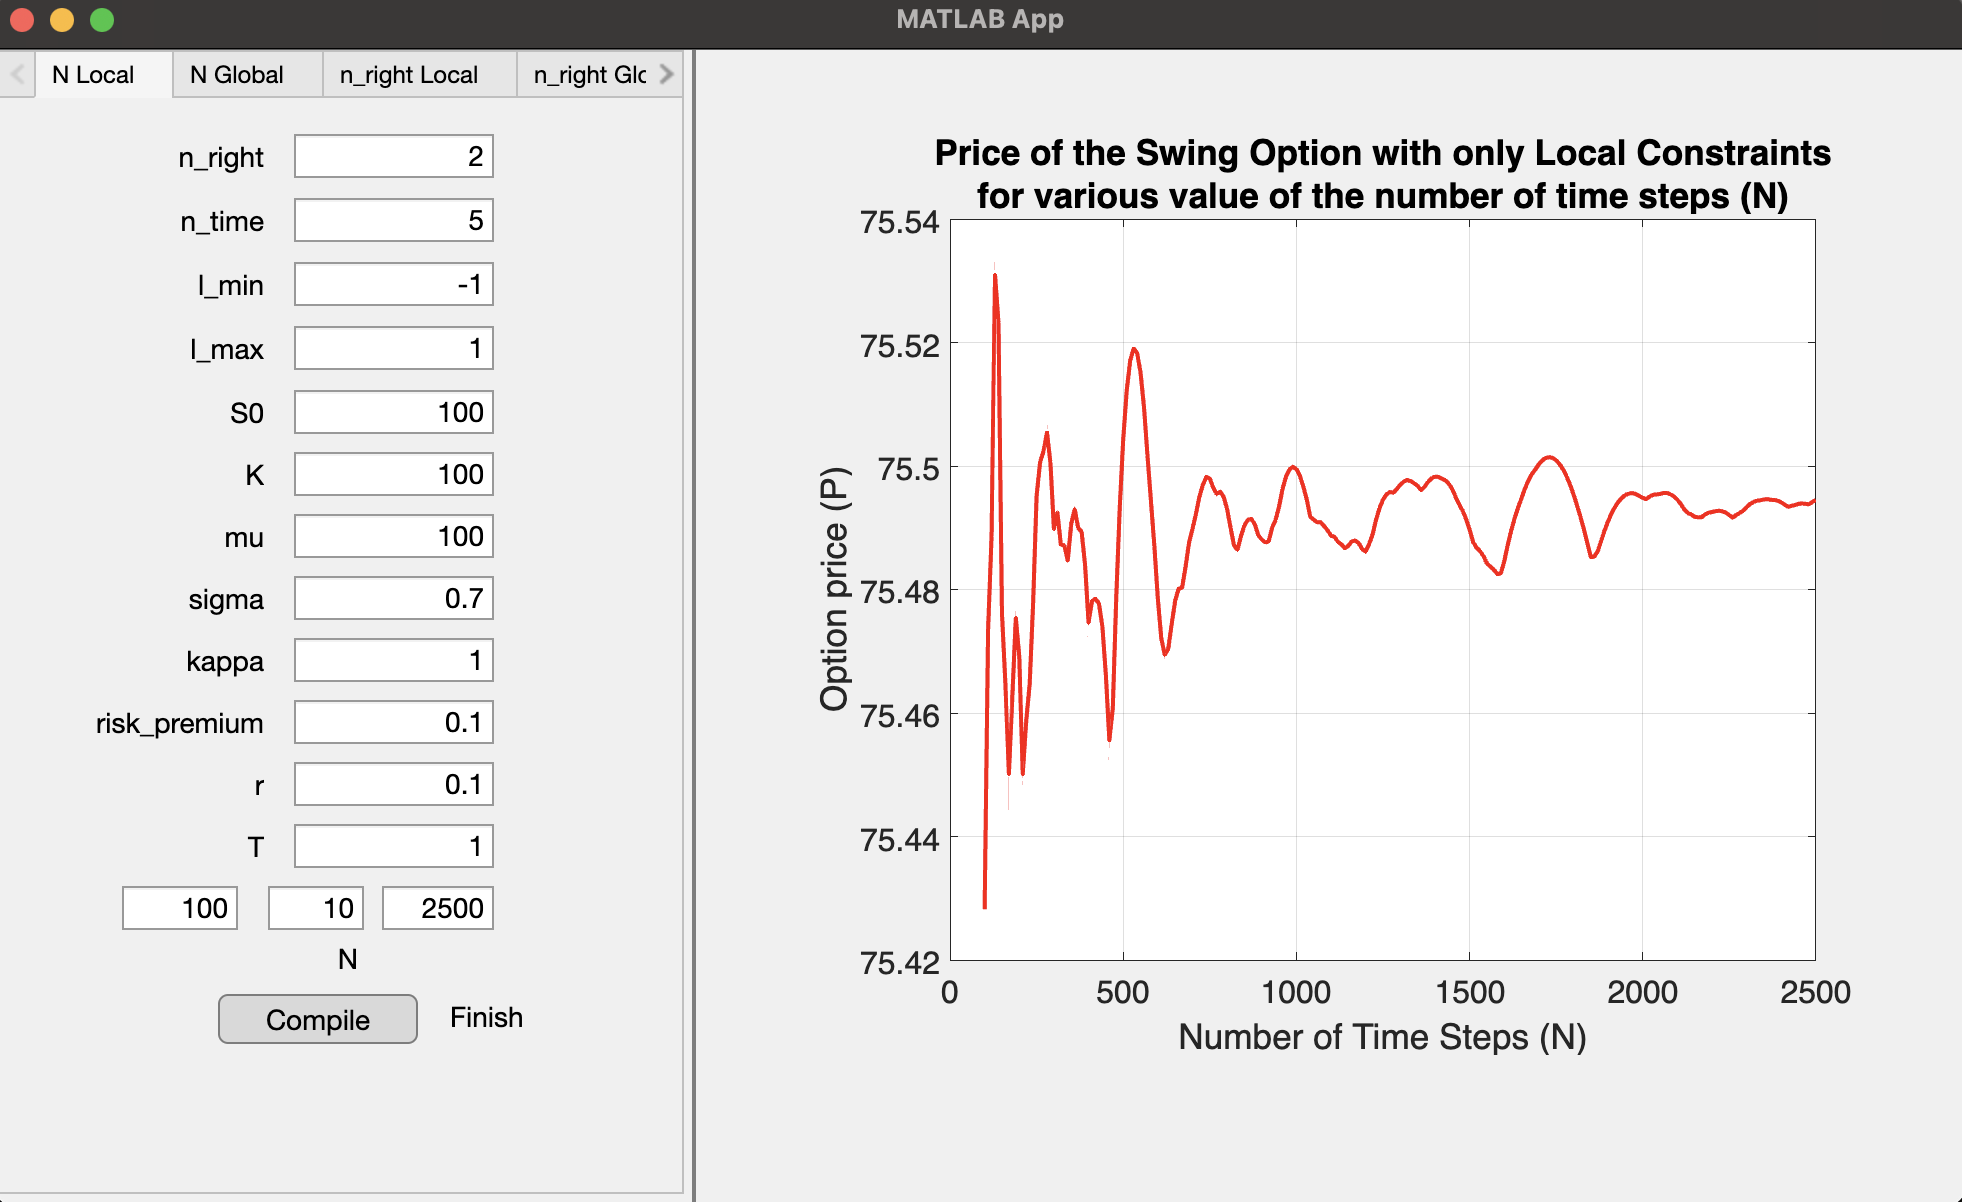 MATLAB App
N Local
N Global
n_right Local
n_right Glc
n_right 2
n_time 5
l_min -1
l_max 1
S0 100
K 100
mu 100
sigma 0.7
kappa 1
risk_premium 0.1
r 0.1
T 1
100 10 2500
N
Compile Finish
Price of the Swing Option with only Local Constraints
for various value of the number of time steps (N)
75.54
75.52
75.5
75.48
75.46
75.44
75.42
Option price (P)
0 500 1000 1500 2000 2500
Number of Time Steps (N)